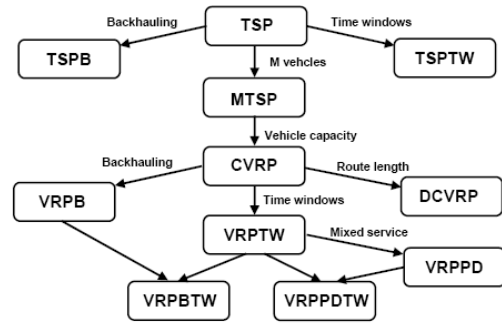 Backhauling
TSP
Time windows
TSPB
TSPTW
M vehcles
MTSP
Vehicle capacity
Backhauling
CVRP
Route length
VRPB
DCVRP
Time windows
VRPTW
Mixed service
VRPPD
VRPBTW
VRPPDTW